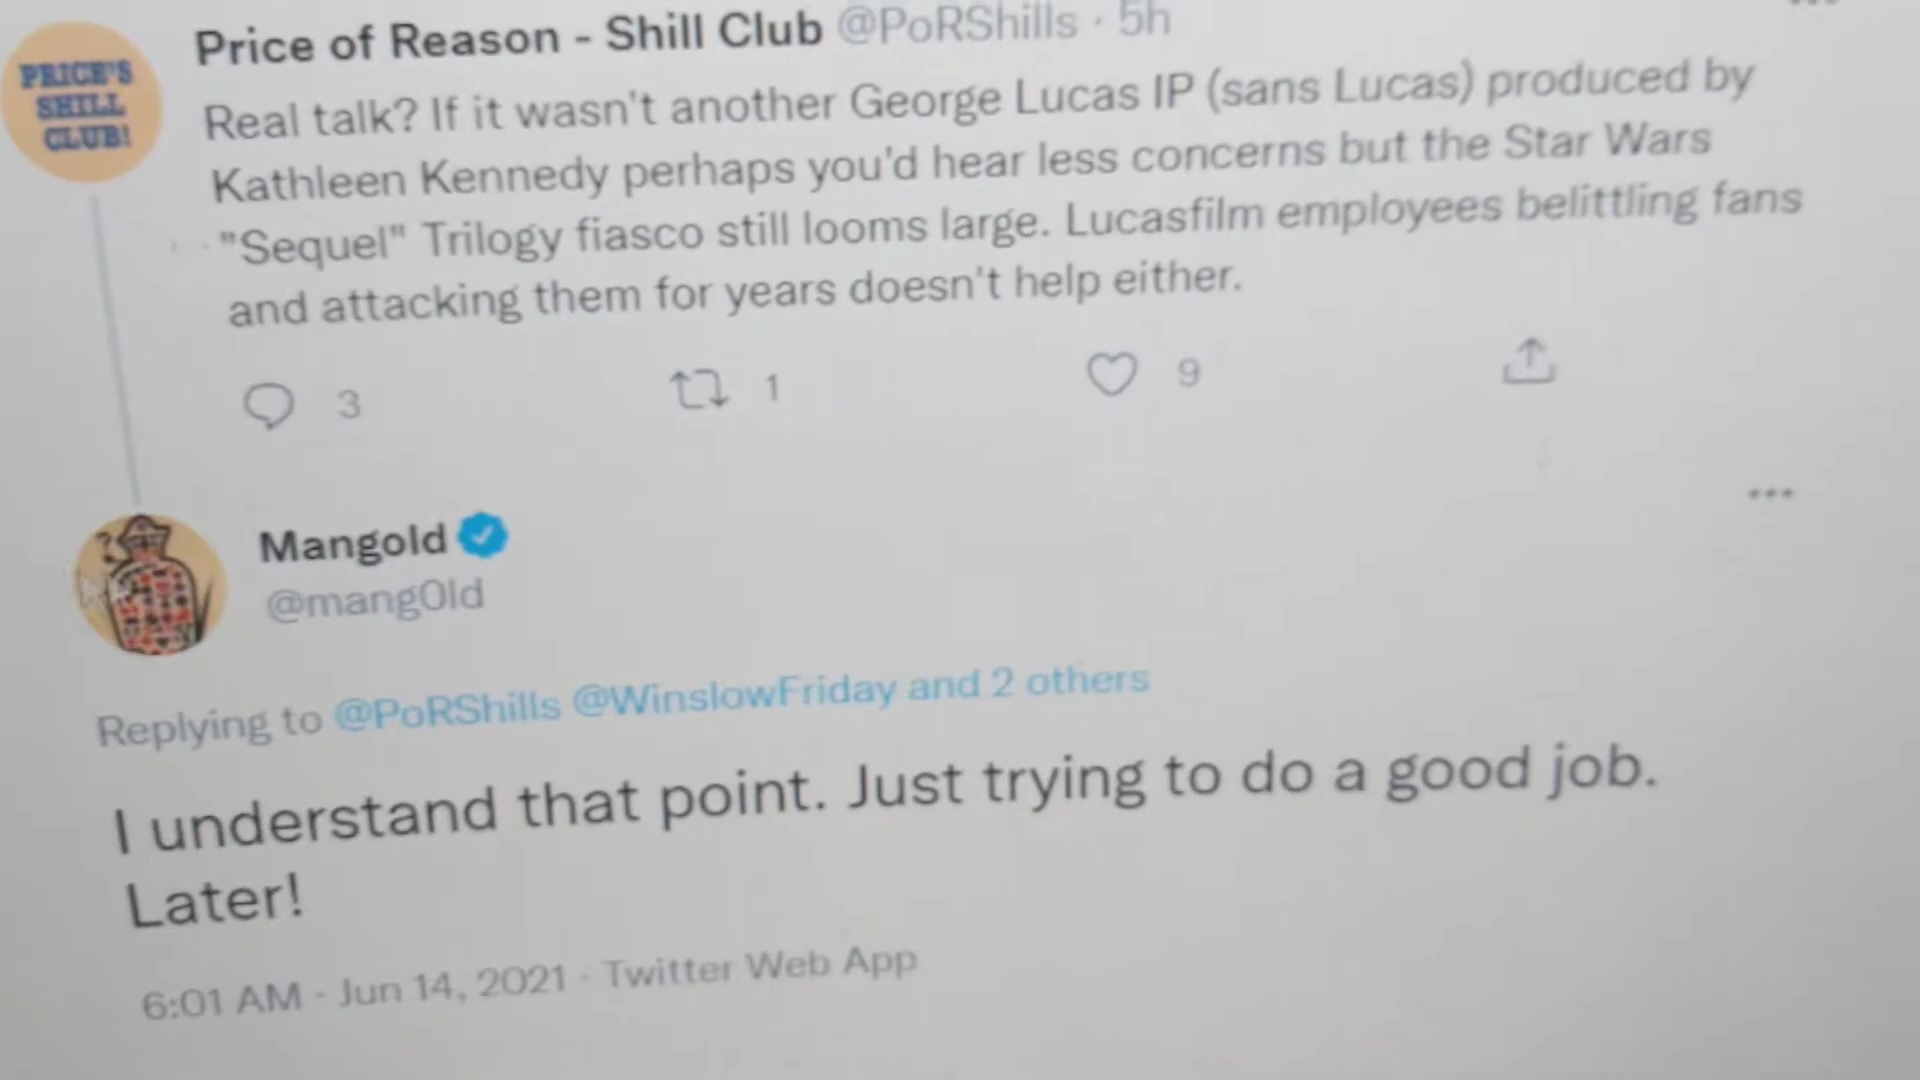 PRICE'S
SHILL
CLUB!
Price of Reason - Shill Club @PoRShills · 5h
Real talk? If it wasn't another George Lucas IP (sans Lucas) produced by
Kathleen Kennedy perhaps you'd hear less concerns but the Star Wars
"Sequel" Trilogy fiasco still looms large. Lucasfilm employees belittling fans
and attacking them for years doesn't help either.
3 1 9
Mangold
@mang0ld
Replying to @PoRShills @WinslowFriday and 2 others
I understand that point. Just trying to do a good job.
Later!
6:01 AM · Jun 14, 2021 · Twitter Web App